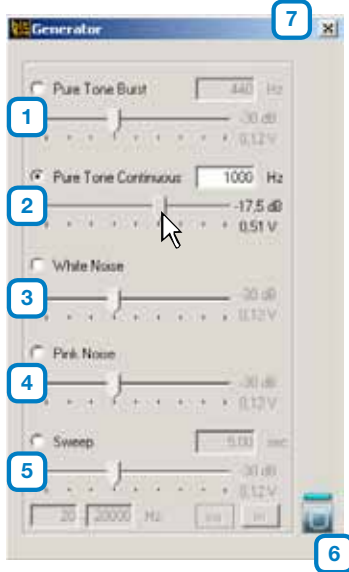 7
Generator
Pure Tone Burst 440 Hz
1 -30 dB
0,12 V
Pure Tone Continuous 1000 Hz
2 -17,5 dB
0,51 V
White Noise
3 -30 dB
0,12 V
Pink Noise
4 -30 dB
0,12 V
Sweep 5,00 sec
5 -30 dB
0,12 V
20 - 20000 Hz
6